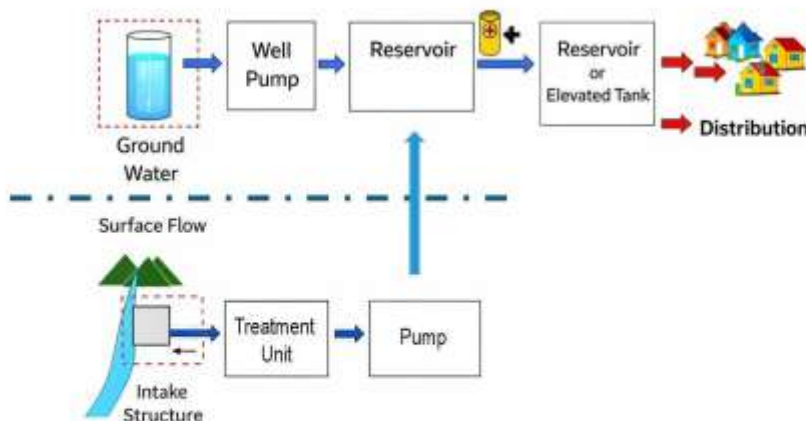 Well
Pump
Reservoir
Reservoir
or
Elevated Tank
Distribution
Ground
Water
Surface Flow
Treatment
Unit
Pump
Intake
Structure